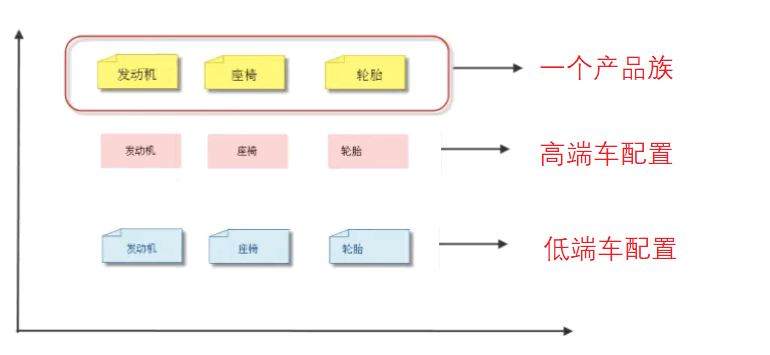 发动机 座椅 轮胎 一个产品族
发动机 座椅 轮胎 高端车配置
发动机 座椅 轮胎 低端车配置